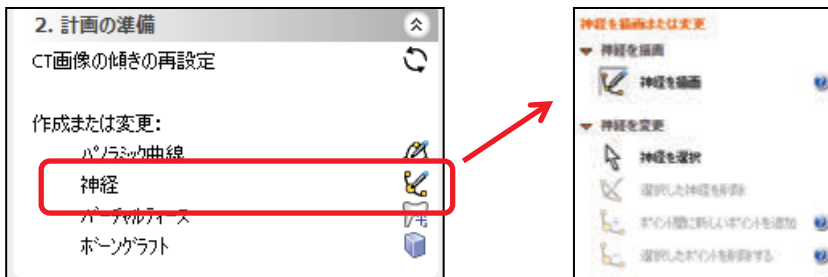 2. 計画の準備
CT画像の傾きの再設定
作成または変更:
パノラミック曲線
神経
バーチャルティース
ボーングラフト
神経を描画または変更
神経を描画
神経を描画
神経を変更
神経を選択
選択した神経を削除
ポイント間に新しいポイントを追加
選択したポイントを削除する